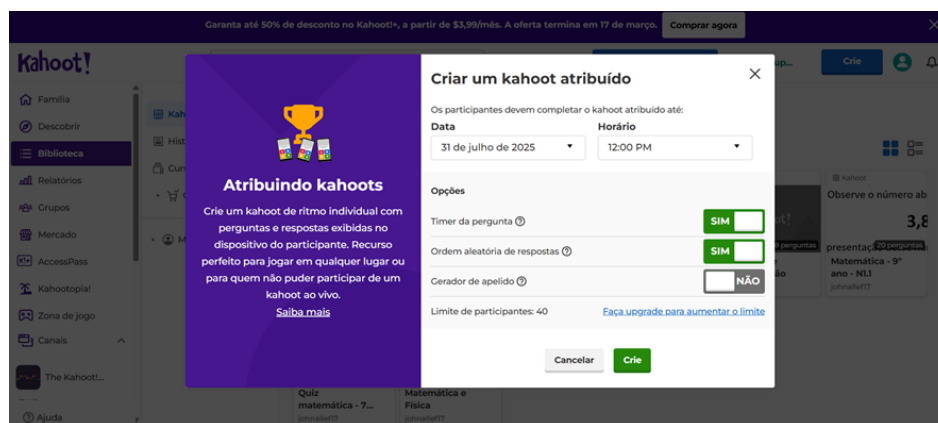 Garanta até 50% de desconto no Kahoot!+, a partir de $3,99/mês. A oferta termina em 17 de março. Comprar agora
Kahoot!
Crie
Família
Descobrir
Biblioteca
Relatórios
Grupos
Mercado
AccessPass
Kahootopia!
Zona de jogo
Canais
The Kahoot!...
Ajuda
Kah
Hist
Atribuindo kahoots
Crie um kahoot de ritmo individual com
perguntas e respostas exibidas no
dispositivo do participante. Recurso
perfeito para jogar em qualquer lugar ou
para quem não puder participar de um
kahoot ao vivo.
Saiba mais
Criar um kahoot atribuído
Os participantes devem completar o kahoot atribuído até:
Data Horário
31 de julho de 2025 12:00 PM
Opções
Timer da pergunta SIM
Ordem aleatória de respostas SIM
Gerador de apelido NÃO
Limite de participantes: 40 Faça upgrade para aumentar o limite
Cancelar Crie
Kahoot
Observe o número ab
3,8
perguntas 20 perguntas
Matemática - 9º
ano - N1.1
johnallef17
Quiz
matemática - 7...
johnallef17
Matemática e
Física
johnallef17